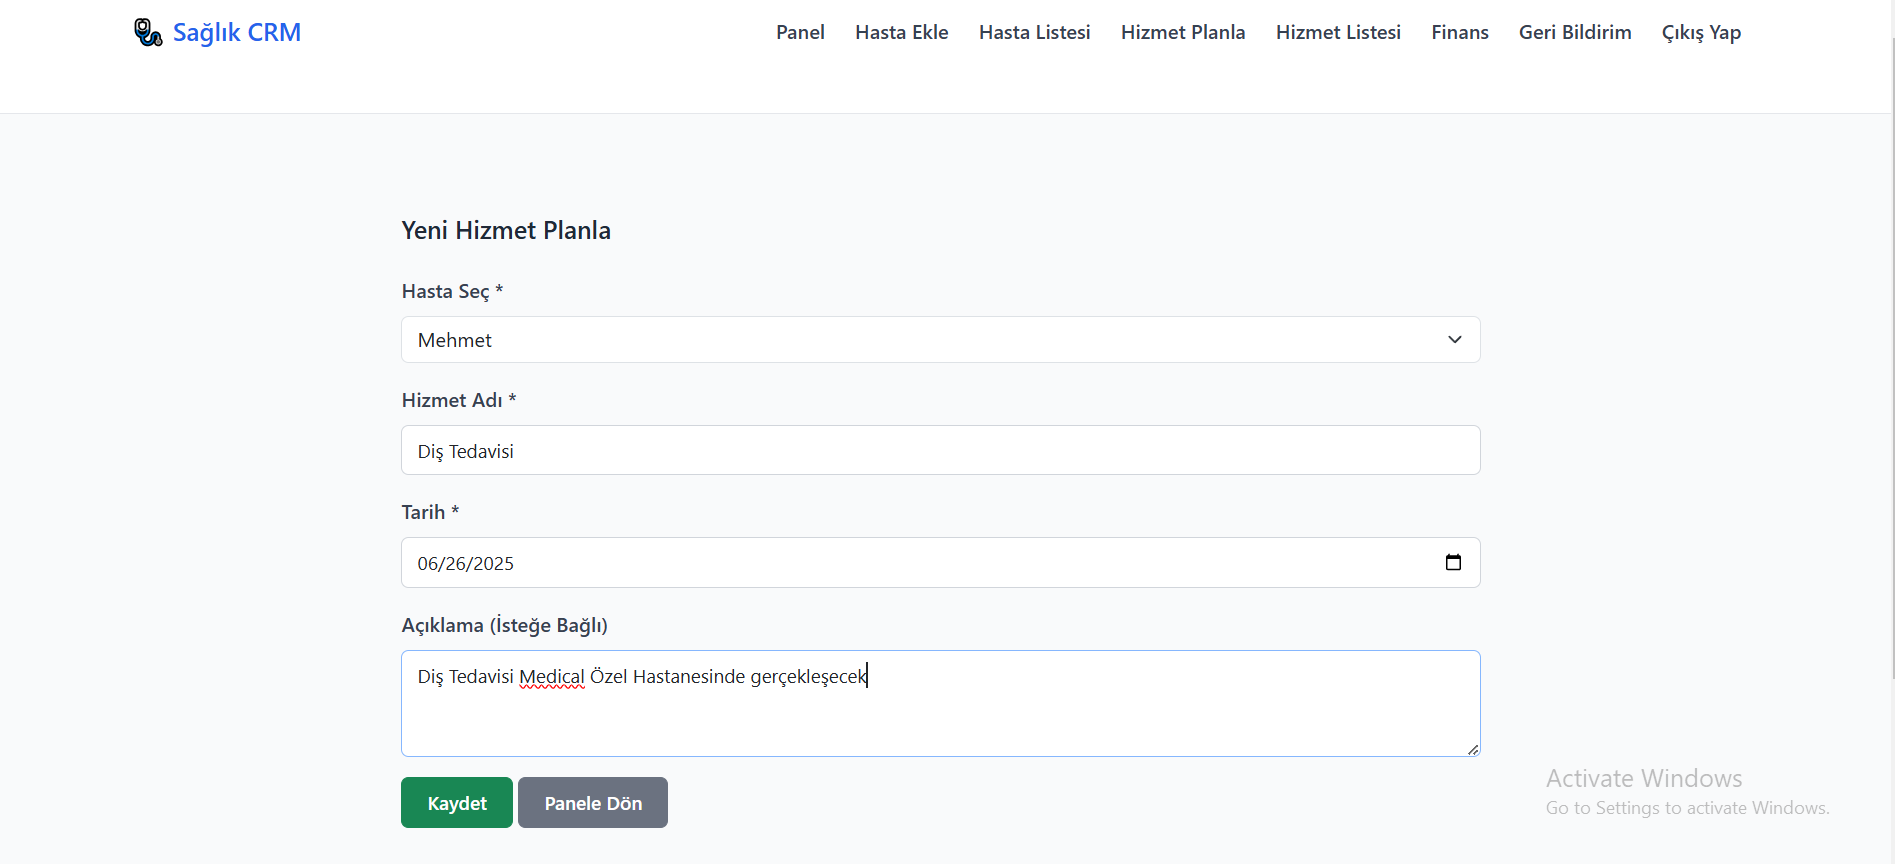 Sağlık CRM
Panel Hasta Ekle Hasta Listesi Hizmet Planla Hizmet Listesi Finans Geri Bildirim Çıkış Yap
Yeni Hizmet Planla
Hasta Seç *
Mehmet
Hizmet Adı *
Diş Tedavisi
Tarih *
06/26/2025
Açıklama (İsteğe Bağlı)
Diş Tedavisi Medical Özel Hastanesinde gerçekleşecek
Kaydet Panele Dön
Activate Windows
Go to Settings to activate Windows.